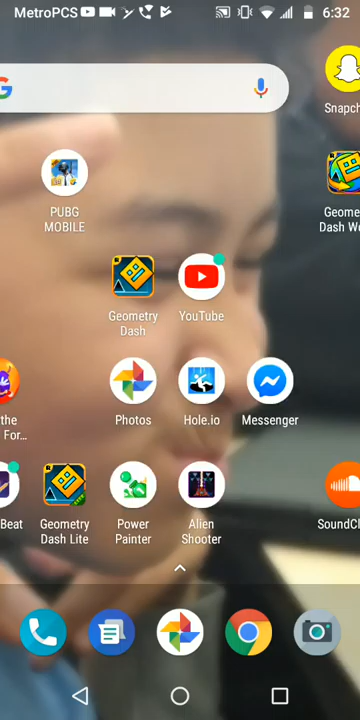 MetroPCS
6:32
G
Snapch
PUBG
MOBILE
Geome
Dash Wo
Geometry
Dash
YouTube
the
For...
Photos
Hole.io
Messenger
Beat
Geometry
Dash Lite
Power
Painter
Alien
Shooter
SoundCl